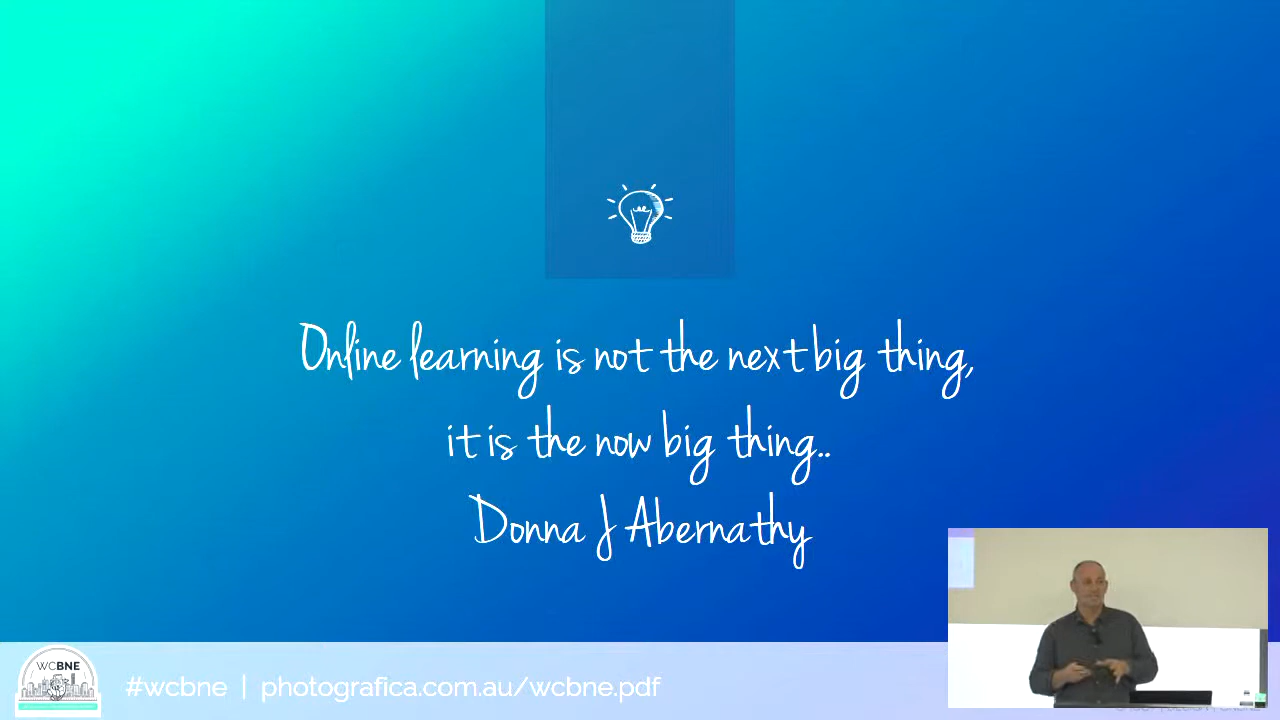 Online learning is not the next big thing,
it is the now big thing..
Donna J Abernathy
WCBNE
#wcbne | photografica.com.au/wcbne.pdf